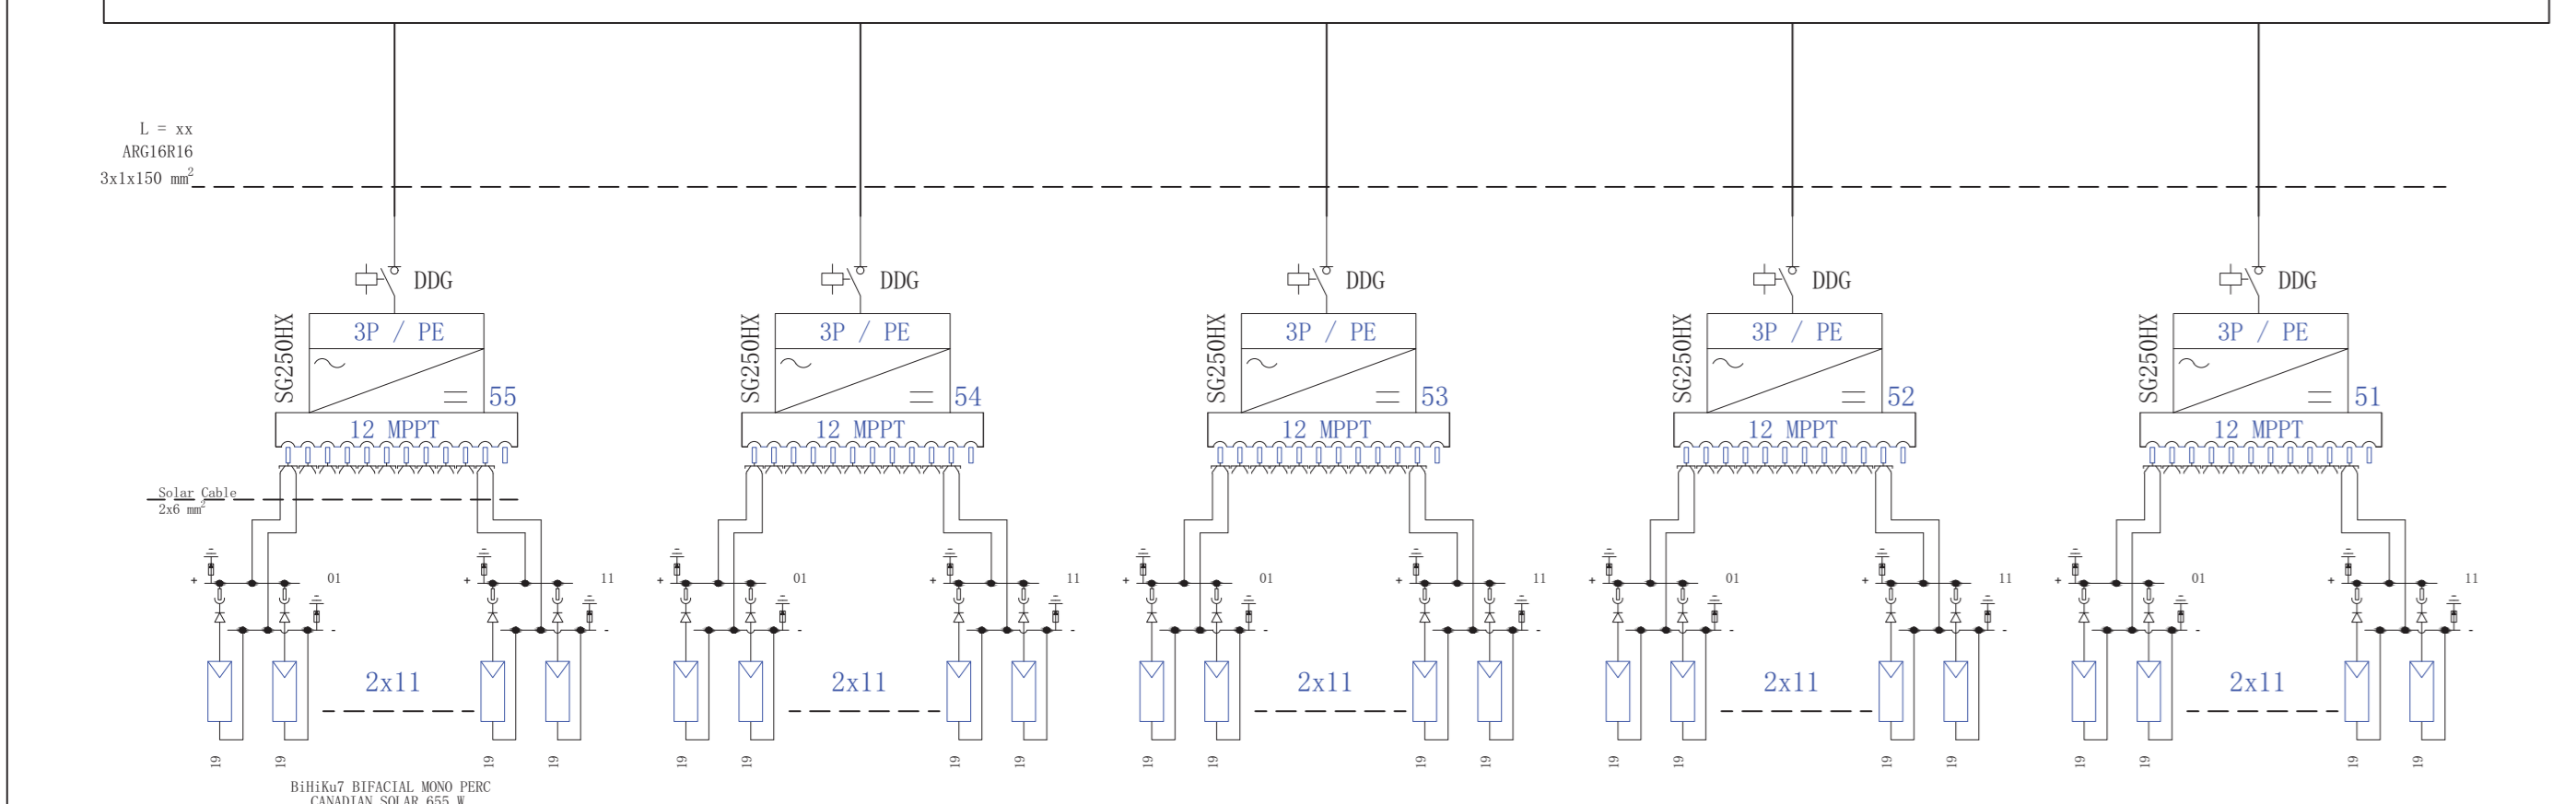 L = xx
ARG16R16
3x1x150 mm²
DDG DDG DDG DDG DDG
SG250HX SG250HX SG250HX SG250HX SG250HX
3P / PE 3P / PE 3P / PE 3P / PE 3P / PE
55 54 53 52 51
12 MPPT 12 MPPT 12 MPPT 12 MPPT 12 MPPT
Solar Cable
2x6 mm²
+ 01 + 11 + 01 + 11 + 01 + 11 + 01 + 11 + 01 + 11
- - - - - - - - - -
2x11 2x11 2x11 2x11 2x11
19 19 19 19 19 19 19 19 19 19 19 19 19 19 19 19 19 19 19 19
BiHiKu7 BIFACIAL MONO PERC
CANADIAN SOLAR 655 W